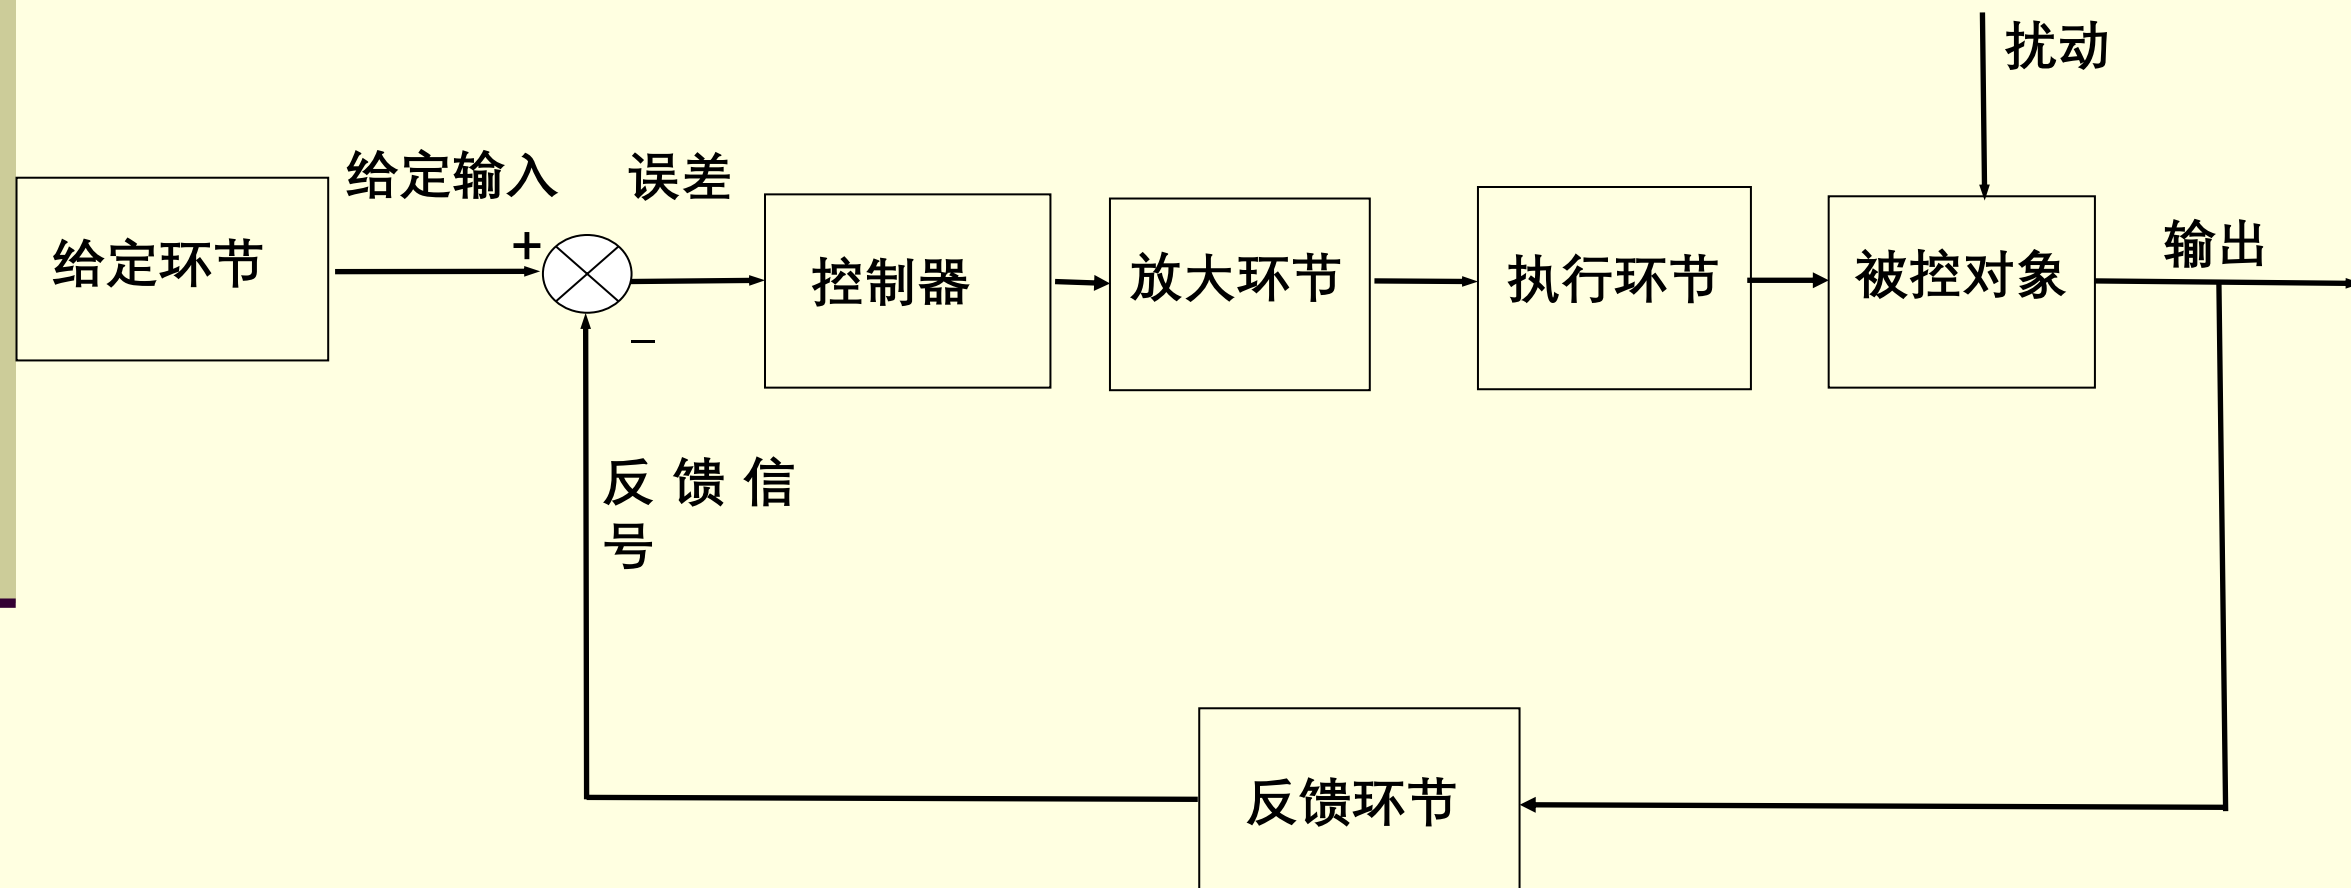 扰动
给定输入
误差
+
给定环节
控制器
放大环节
执行环节
被控对象
输出
_
反 馈 信
号
反馈环节